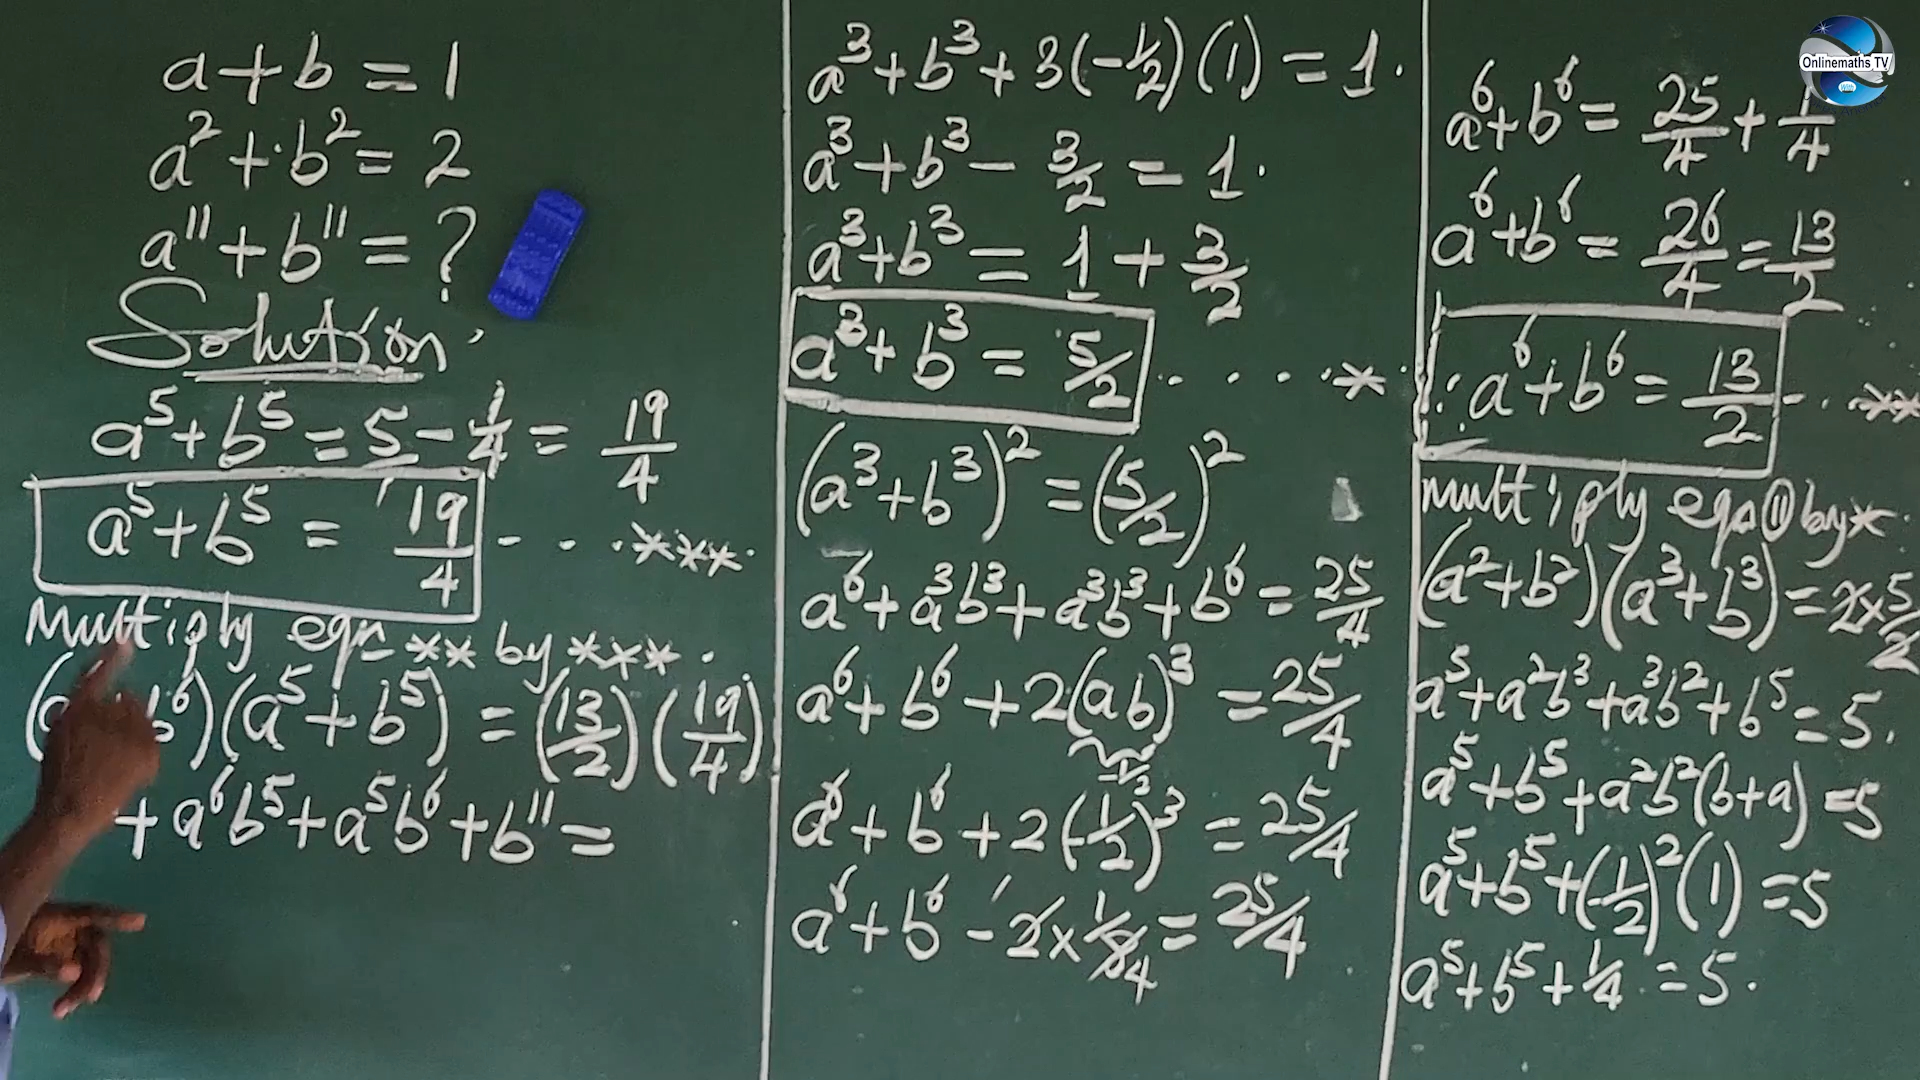 a + b = 1
a² + b² = 2
a¹¹ + b¹¹ = ?
Solution
a⁵ + b⁵ = 5 - 1/4 = 19/4
a⁵ + b⁵ = 19/4 - - - ***
Multiply eqn ** by ***.
b⁶)(a⁵ + b⁵) = (13/2)(19/4)
+ a⁶b⁵ + a⁵b⁶ + b¹¹ =
a³ + b³ + 3(-1/2)(1) = 1.
a³ + b³ - 3/2 = 1.
a³ + b³ = 1 + 3/2
a³ + b³ = 5/2 . . . . *
(a³ + b³)² = (5/2)²
a⁶ + a³b³ + a³b³ + b⁶ = 25/4
a⁶ + b⁶ + 2(ab)³ = 25/4
a⁶ + b⁶ + 2(-1/2)³ = 25/4
a⁶ + b⁶ - 2 × 1/8 4 = 25/4
Onlinemaths TV
a⁶ + b⁶ = 25/4 + 1/4
a⁶ + b⁶ = 26/4 = 13/2
∴ a⁶ + b⁶ = 13/2 - . . **
Multiply eqn (11) by *.
(a² + b²)(a³ + b³) = 2 × 5/2
a⁵ + a²b³ + a³b² + b⁵ = 5.
a⁵ + b⁵ + a²b²(b + a) = 5
a⁵ + b⁵ + (-1/2)²(1) = 5
a⁵ + b⁵ + 1/4 = 5.